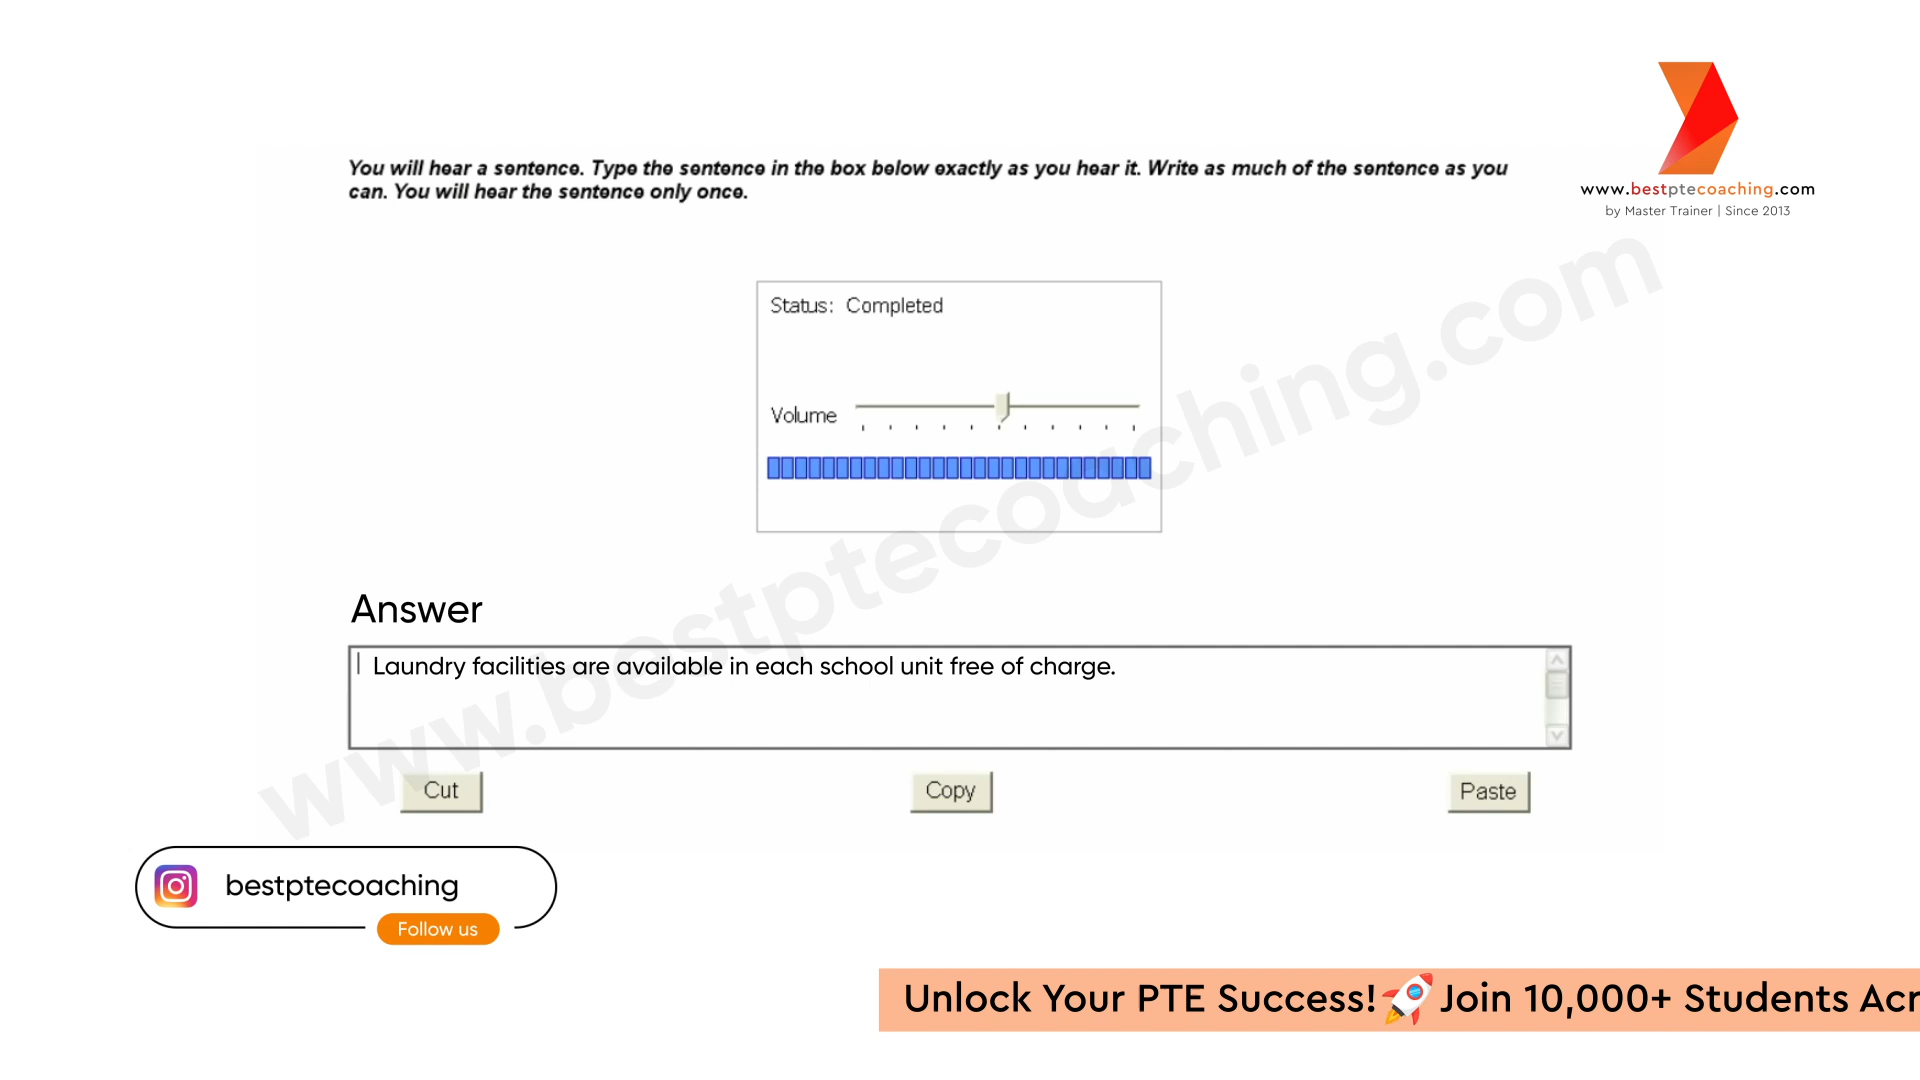 You will hear a sentence. Type the sentence in the box below exactly as you hear it. Write as much of the sentence as you
can. You will hear the sentence only once.
www.bestptecoaching.com
by Master Trainer | Since 2013
Status: Completed
Volume
www.bestptecoaching.com
Answer
Laundry facilities are available in each school unit free of charge.
Cut
Copy
Paste
bestptecoaching
Follow us
Unlock Your PTE Success!🚀Join 10,000+ Students Acr